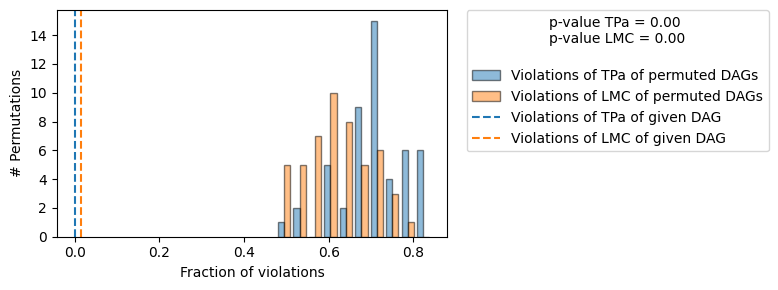 14
12
10
8
6
4
2
0
# Permutations
0.0 0.2 0.4 0.6 0.8
Fraction of violations
p-value TPa = 0.00
p-value LMC = 0.00
Violations of TPa of permuted DAGs
Violations of LMC of permuted DAGs
Violations of TPa of given DAG
Violations of LMC of given DAG